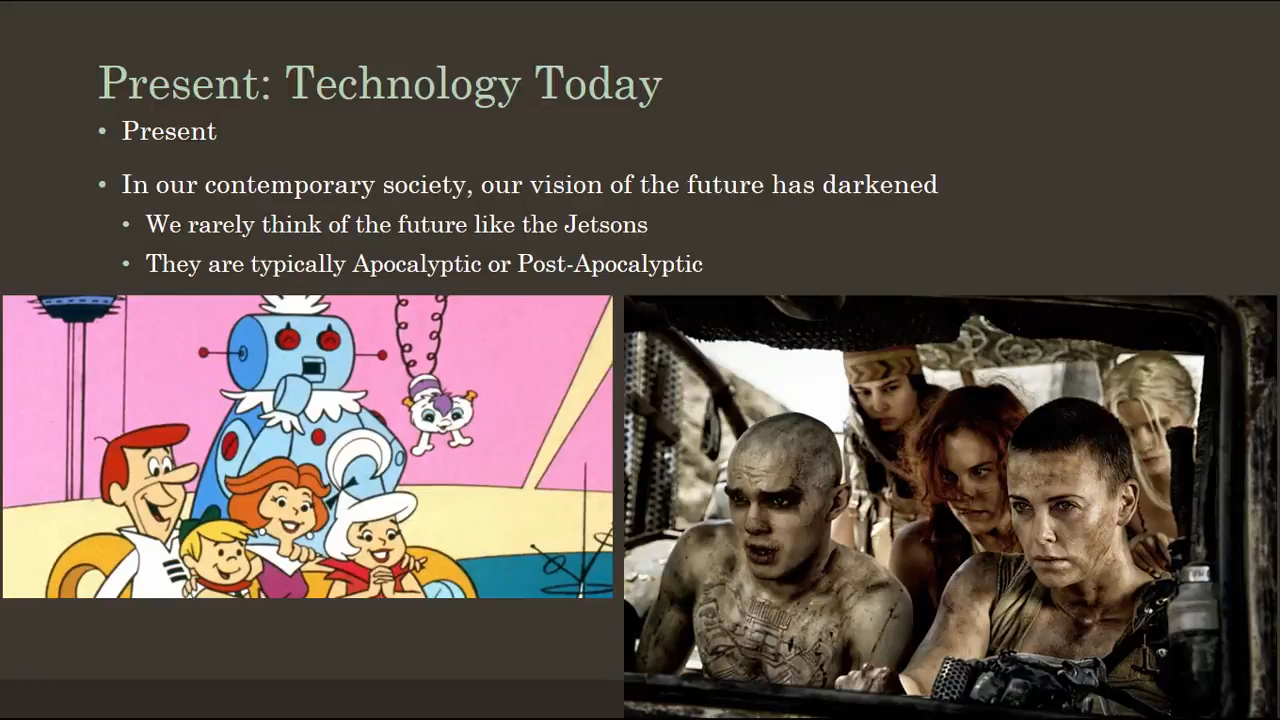 Present: Technology Today
• Present
• In our contemporary society, our vision of the future has darkened
• We rarely think of the future like the Jetsons
• They are typically Apocalyptic or Post-Apocalyptic